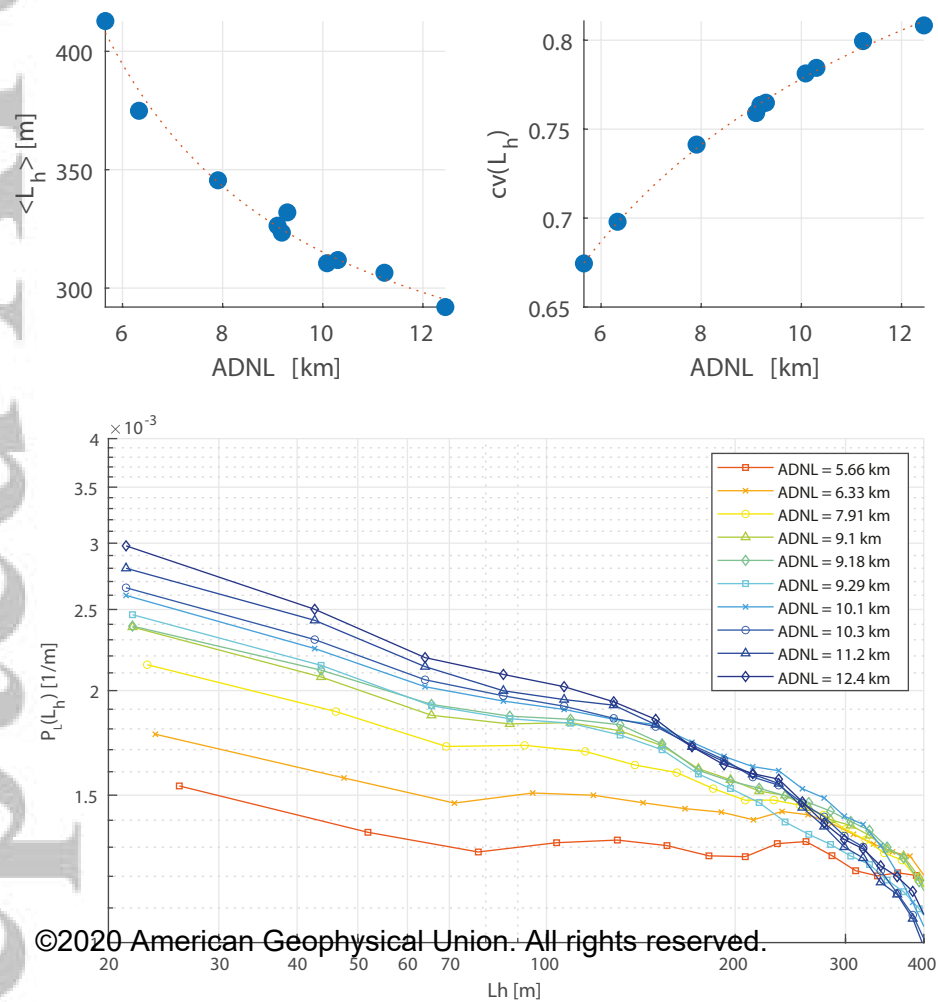 400
350
300
<L_h> [m]
6 8 10 12
ADNL [km]
0.8
0.75
0.7
0.65
cv(L_h)
6 8 10 12
ADNL [km]
×10^-3
4
3.5
3
2.5
2
1.5
P_L(L_h) [1/m]
ADNL = 5.66 km
ADNL = 6.33 km
ADNL = 7.91 km
ADNL = 9.1 km
ADNL = 9.18 km
ADNL = 9.29 km
ADNL = 10.1 km
ADNL = 10.3 km
ADNL = 11.2 km
ADNL = 12.4 km
©2020 American Geophysical Union. All rights reserved.
20 30 40 50 60 70 100 200 300 400
Lh [m]